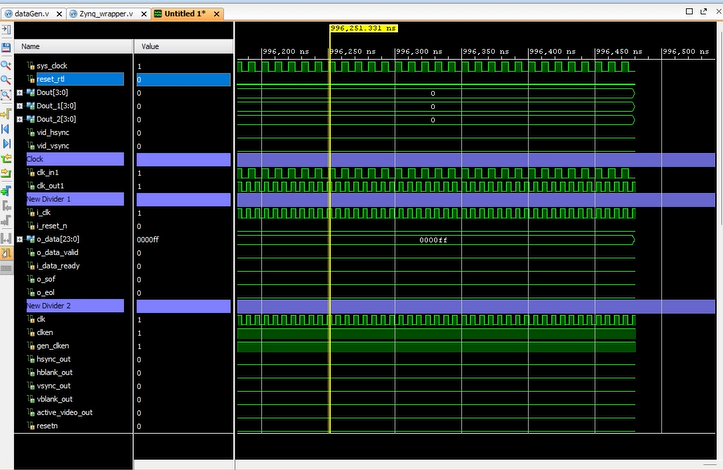 dataGen.v
Zynq_wrapper.v
Untitled 1*
996,251.331 ns
996,200 ns
996,250 ns
996,300 ns
996,350 ns
996,400 ns
996,450 ns
996,500 ns
Name Value
sys_clock 1
reset_rtl 0
Dout[3:0] 0 0
Dout_1[3:0] 0 0
Dout_2[3:0] 0 0
vid_hsync 0
vid_vsync 0
Clock
clk_in1 1
clk_out1 1
New Divider 1
i_clk 1
i_reset_n 0
o_data[23:0] 0000ff 0000ff
o_data_valid 0
i_data_ready 0
o_sof 0
o_eol 0
New Divider 2
clk 1
clken 1
gen_clken 1
hsync_out 0
hblank_out 0
vsync_out 0
vblank_out 0
active_video_out 0
resetn 0